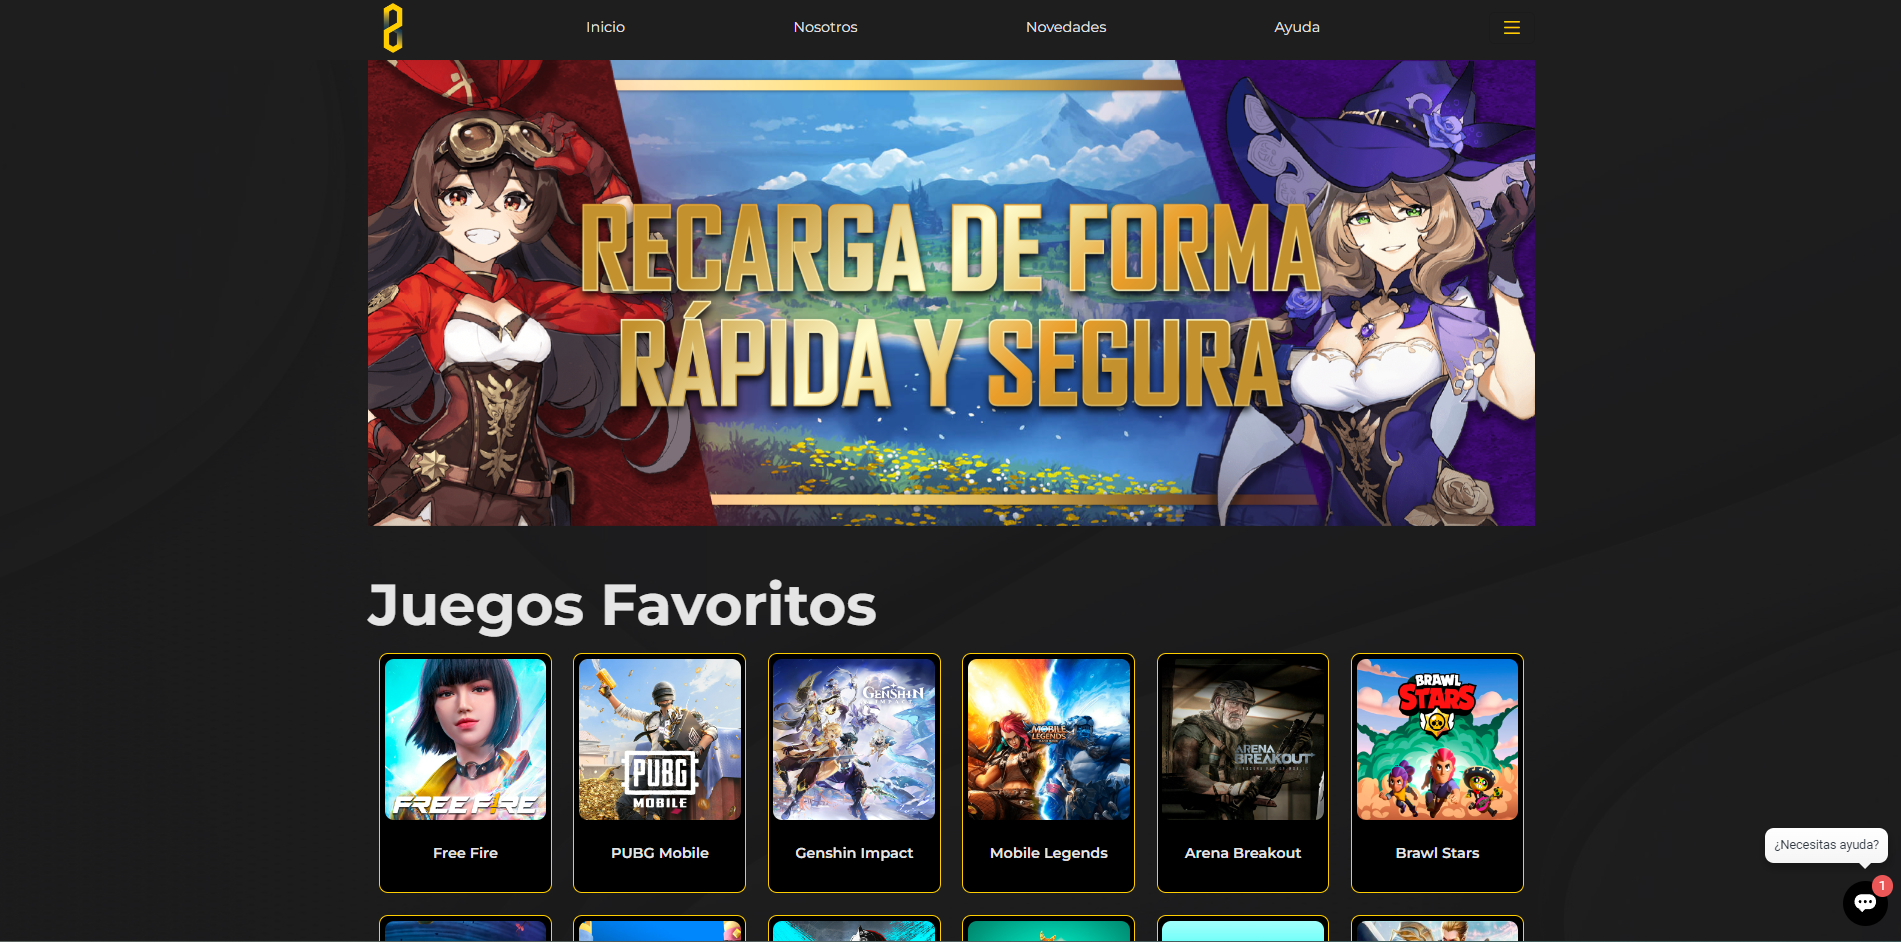 Inicio
Nosotros
Novedades
Ayuda
RECARGA DE FORMA
RÁPIDA Y SEGURA
Juegos Favoritos
FREE FIRE
PUBG
MOBILE
GENSHIN
IMPACT
MOBILE
LEGENDS
ARENA
BREAKOUT
BRAWL
STARS
Free Fire
PUBG Mobile
Genshin Impact
Mobile Legends
Arena Breakout
Brawl Stars
¿Necesitas ayuda?
1